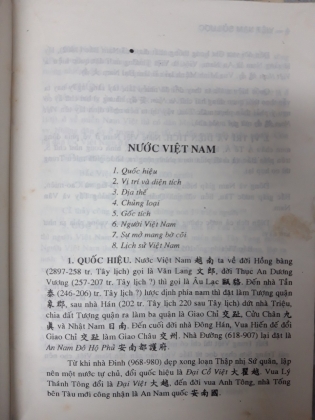 NƯỚC VIỆT NAM
1. Quốc hiệu
2. Vị trí và diện tích
3. Địa thế
4. Chủng loại
5. Gốc tích
6. Người Việt Nam
7. Sự mở mang bờ cõi
8. Lịch sử Việt Nam
1. QUỐC HIỆU. Nước Việt Nam 越南 ta về đời Hồng bàng
(2897-258 tr. Tây lịch) gọi là Văn Lang 文郎, đời Thục An Dương
Vương (257-207 tr. Tây lịch ?) thì gọi là Âu Lạc 甌貉. Đến nhà Tần
秦 (246-206) tr. Tây lịch ?) lược định phía nam thì đặt làm Tượng quận
象郡, sau nhà Hán (202 tr. Tây lịch 220 sau Tây lịch) dứt nhà Triệu,
chia đất Tượng quận ra làm ba quận là Giao Chỉ 交趾, Cửu Chân 九
真 và Nhật Nam 日南. Đến cuối đời nhà Đông Hán, Vua Hiến đế đổi
Giao Chỉ 交趾 làm Giao Châu 交州. Nhà Đường (618-907) lại đặt là
An Nam Đô Hộ Phủ 安南都護府.
Từ khi nhà Đinh (968-980) dẹp xong loạn Thập nhị Sứ quân, lập
nên một nước tự chủ, đổi quốc hiệu là Đại Cồ Việt 大瞿越. Vua Lý
Thánh Tông đổi là Đại Việt 大越, đến đời vua Anh Tông, nhà Tống
bên Tàu mới công nhận là An Nam quốc 安南國.